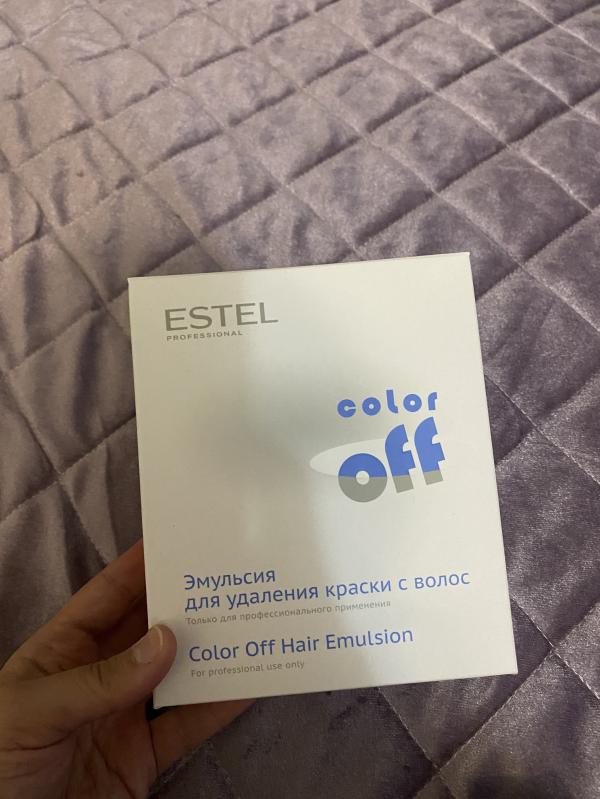 ESTEL
PROFESSIONAL
color
off
Эмульсия
для удаления краски с волос
Только для профессионального применения
Color Off Hair Emulsion
For professional use only